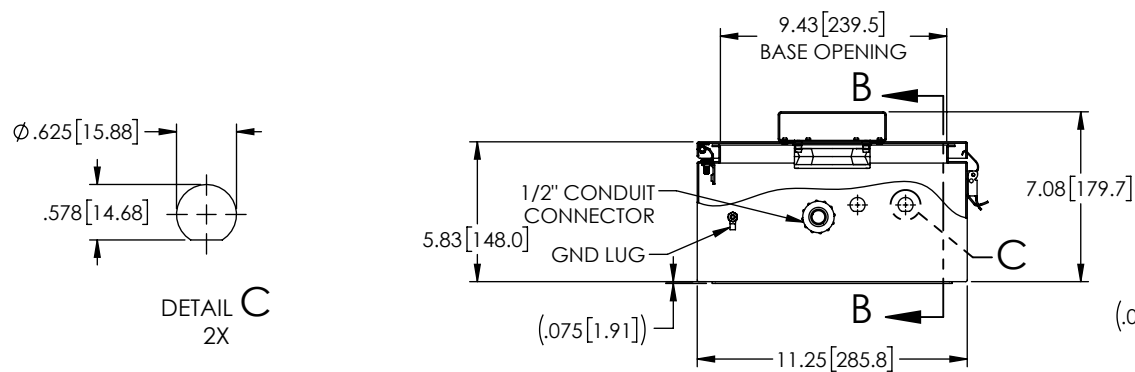 9.43[239.5]
BASE OPENING
B
Ø.625[15.88]
.578[14.68]
DETAIL C
2X
1/2" CONDUIT
CONNECTOR
GND LUG
5.83[148.0]
7.08[179.7]
C
(.075[1.91])
B
11.25[285.8]
(.0